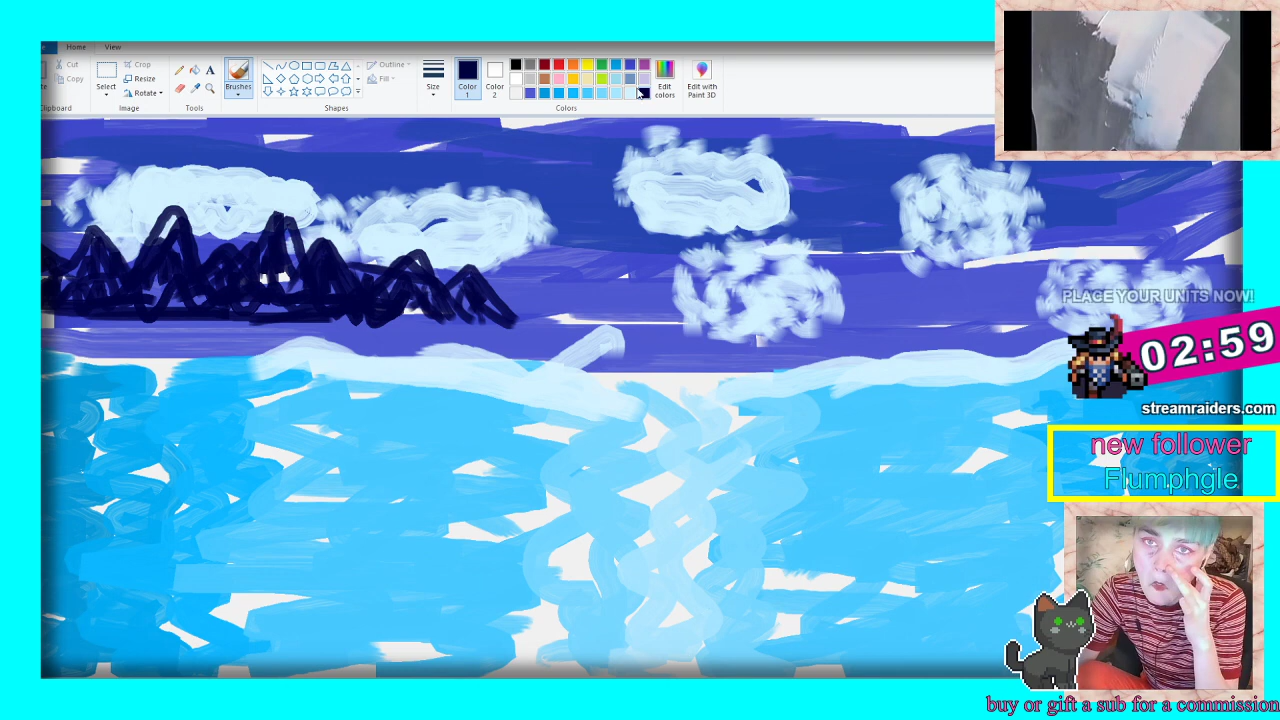 Home View
Cut
Copy
Clipboard
Select
Crop
Resize
Rotate
Image
A
Tools
Brushes
Outline
Fill
Shapes
Size
Color 1
Color 2
Edit colors
Colors
Edit with Paint 3D
PLACE YOUR UNITS NOW!
02:59
streamraiders.com
new follower
Flumphgle
buy or gift a sub for a commission